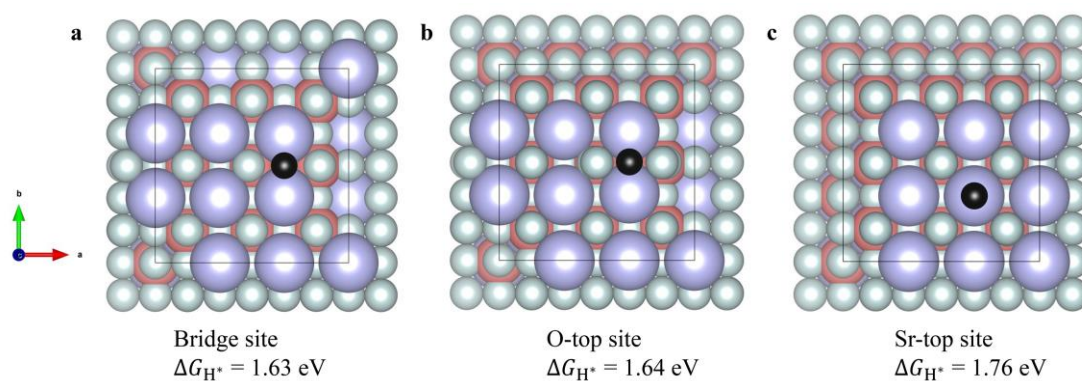 a
b
c
b
a
Bridge site
ΔG_H* = 1.63 eV
O-top site
ΔG_H* = 1.64 eV
Sr-top site
ΔG_H* = 1.76 eV